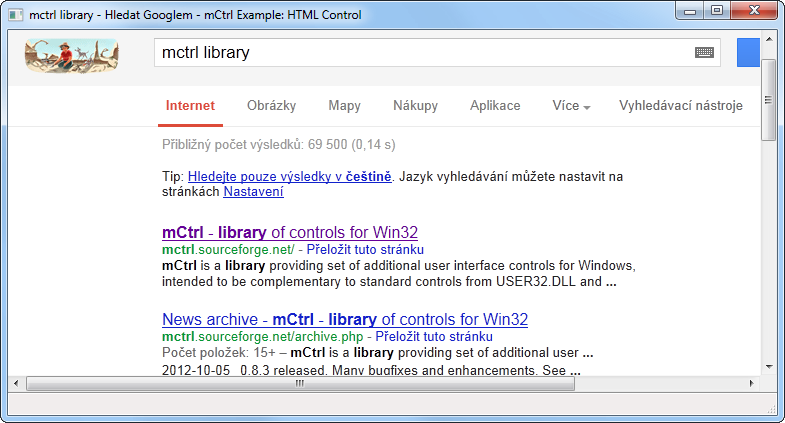 mctrl library - Hledat Googlem - mCtrl Example: HTML Control
mctrl library
Internet Obrázky Mapy Nákupy Aplikace Více Vyhledávací nástroje
Přibližný počet výsledků: 69 500 (0,14 s)
Tip: Hledejte pouze výsledky v češtině. Jazyk vyhledávání můžete nastavit na
stránkách Nastavení
mCtrl - library of controls for Win32
mctrl.sourceforge.net/ - Přeložit tuto stránku
mCtrl is a library providing set of additional user interface controls for Windows,
intended to be complementary to standard controls from USER32.DLL and ...
News archive - mCtrl - library of controls for Win32
mctrl.sourceforge.net/archive.php - Přeložit tuto stránku
Počet položek: 15+ – mCtrl is a library providing set of additional user ...
2012-10-05 0.8.3 released. Many bugfixes and enhancements. See ...